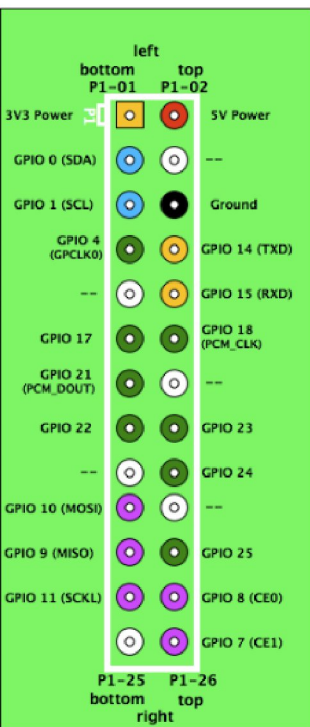 left
bottom top
P1-01 P1-02
3V3 Power P1 5V Power
GPIO 0 (SDA) --
GPIO 1 (SCL) Ground
GPIO 4
(GPCLK0) GPIO 14 (TXD)
-- GPIO 15 (RXD)
GPIO 17 GPIO 18
(PCM_CLK)
GPIO 21
(PCM_DOUT) --
GPIO 22 GPIO 23
-- GPIO 24
GPIO 10 (MOSI) --
GPIO 9 (MISO) GPIO 25
GPIO 11 (SCKL) GPIO 8 (CE0)
GPIO 7 (CE1)
P1-25 P1-26
bottom top
right